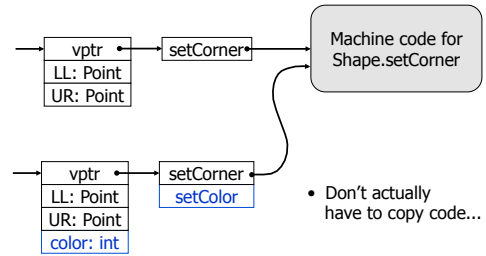 vptr
LL: Point
UR: Point
setCorner
Machine code for
Shape.setCorner
vptr
LL: Point
UR: Point
color: int
setCorner
setColor
• Don't actually
have to copy code...